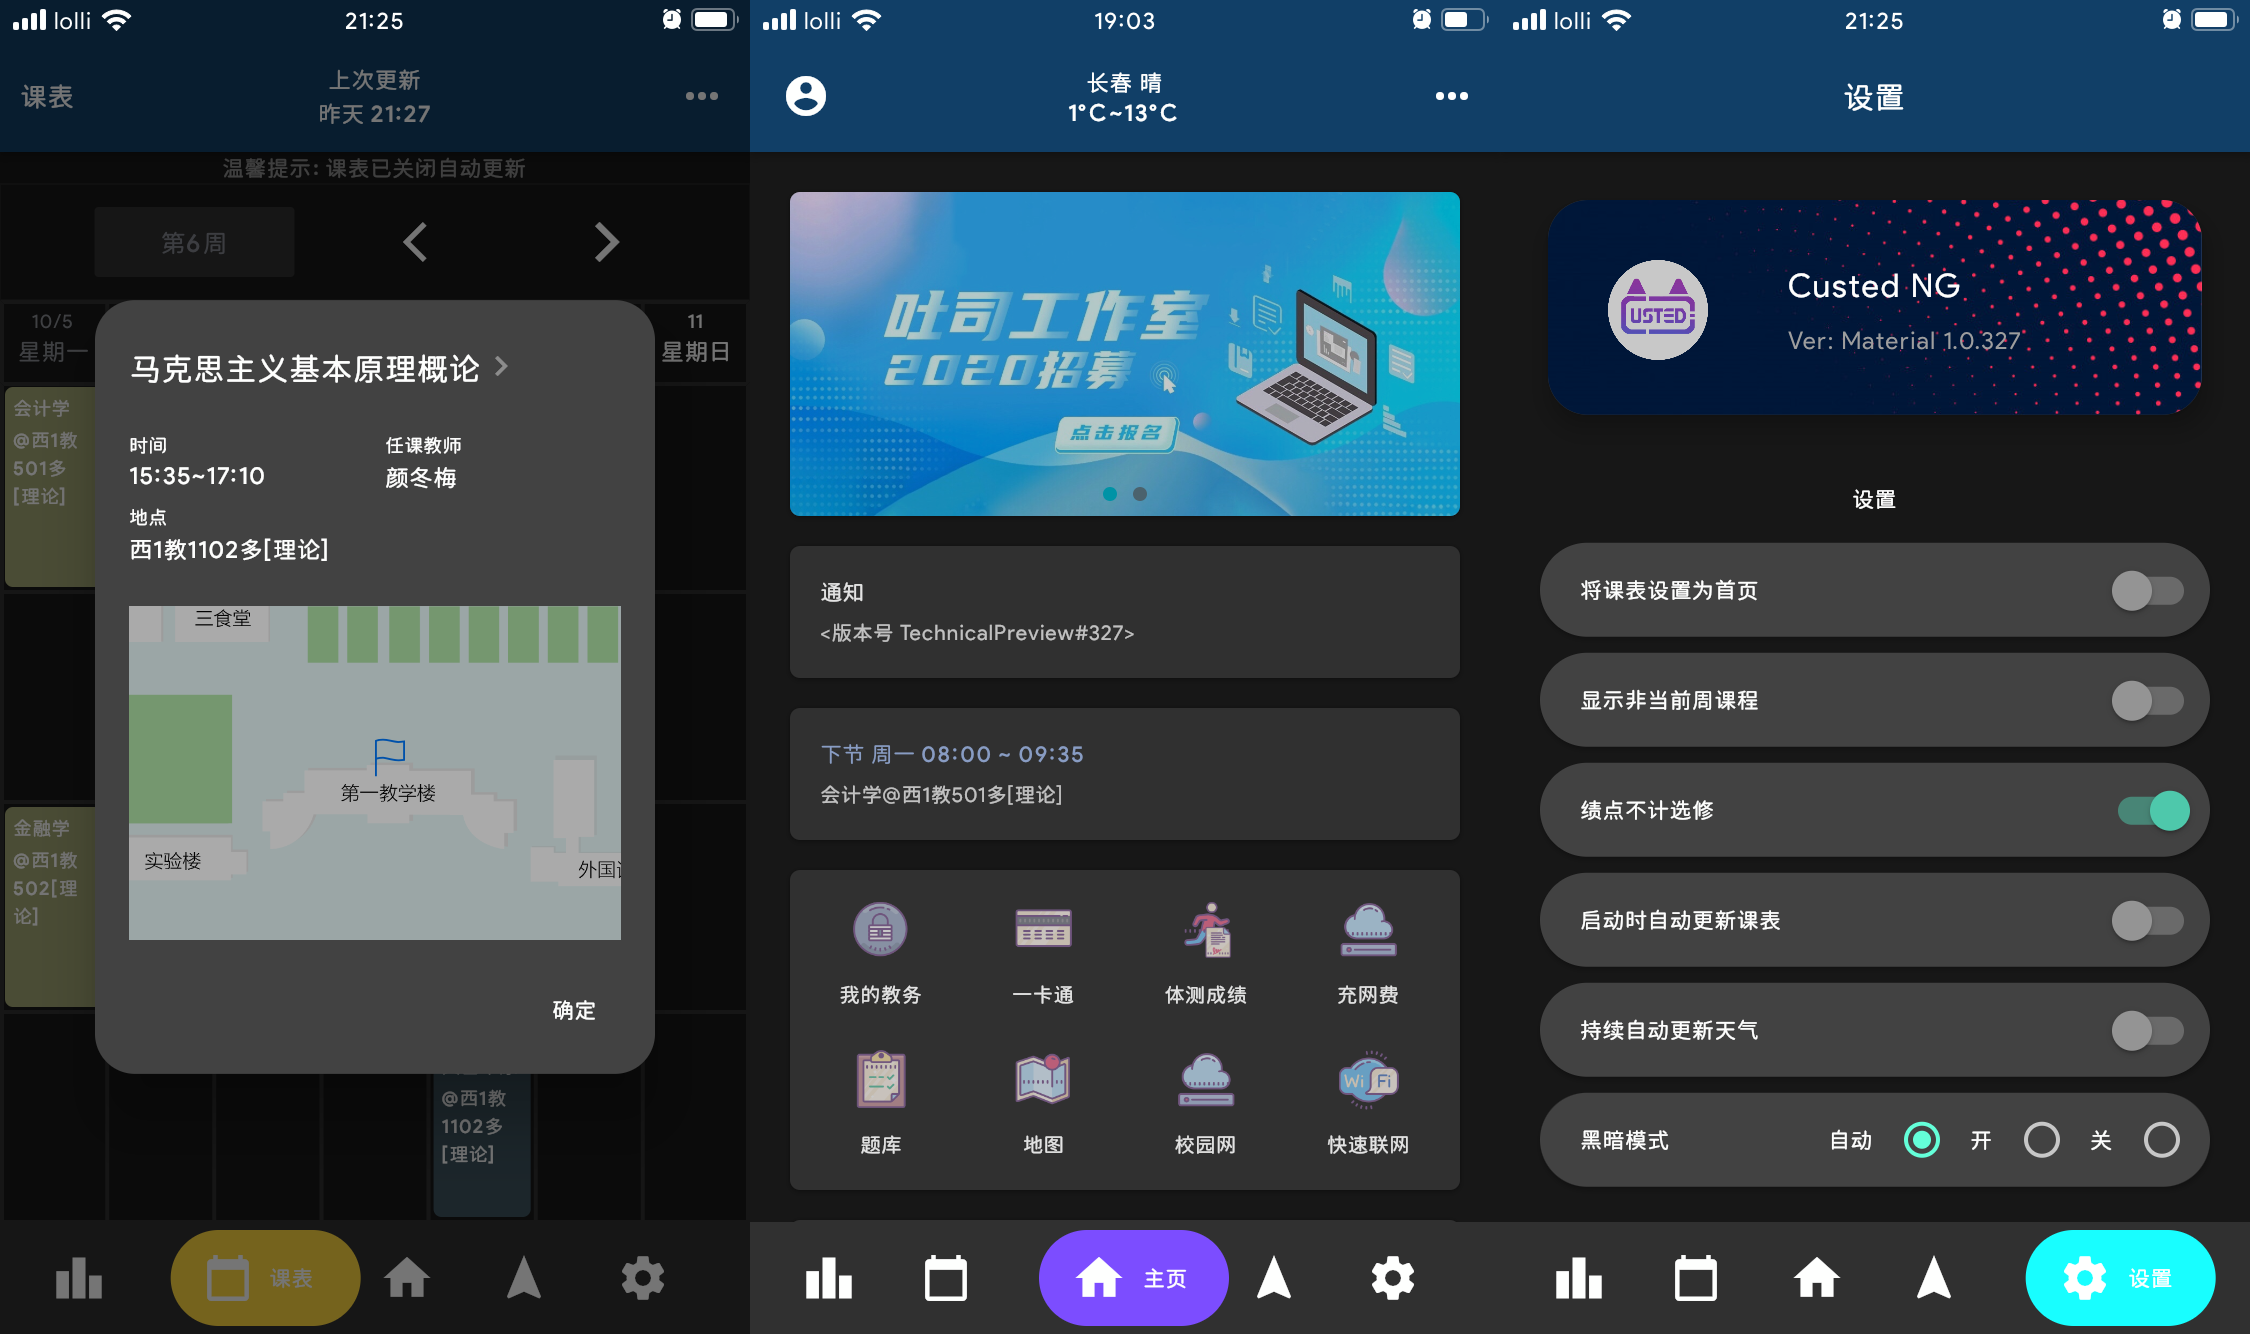 lolli
21:25
课表
上次更新
昨天 21:27
温馨提示: 课表已关闭自动更新
第6周
10/5
星期一
11
星期日
会计学
@西1教
501多
[理论]
金融学
@西1教
502[理
论]
马克思主义基本原理概论
时间
15:35~17:10
任课教师
颜冬梅
地点
西1教1102多[理论]
三食堂
第一教学楼
实验楼
外国
确定
@西1教
1102多
[理论]
课表
lolli
19:03
长春 晴
1°C~13°C
吐司工作室
2020招募
点击报名
通知
<版本号 TechnicalPreview#327>
下节 周一 08:00 ~ 09:35
会计学@西1教501多[理论]
我的教务
一卡通
体测成绩
充网费
Wi Fi
题库
地图
校园网
快速联网
主页
lolli
21:25
设置
USTED
Custed NG
Ver: Material 1.0.327
设置
将课表设置为首页
显示非当前周课程
绩点不计选修
启动时自动更新课表
持续自动更新天气
黑暗模式
自动
开
关
设置